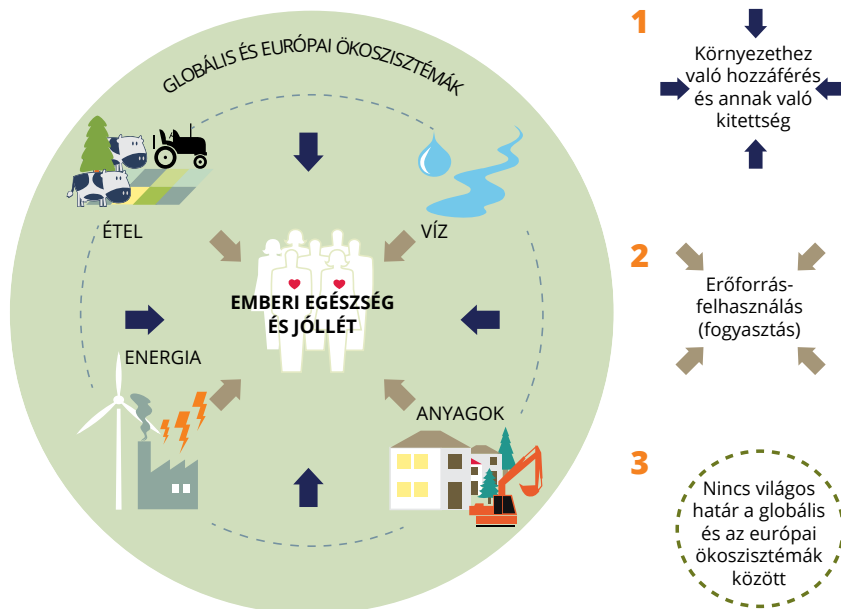 GLOBÁLIS ÉS EURÓPAI ÖKOSZISZTÉMÁK
ÉTEL
VÍZ
EMBERI EGÉSZSÉG
ÉS JÓLLÉT
ENERGIA
ANYAGOK
1
Környezethez
való hozzáférés
és annak való
kitettség
2
Erőforrás-
felhasználás
(fogyasztás)
3
Nincs világos
határ a globális
és az európai
ökoszisztémák
között